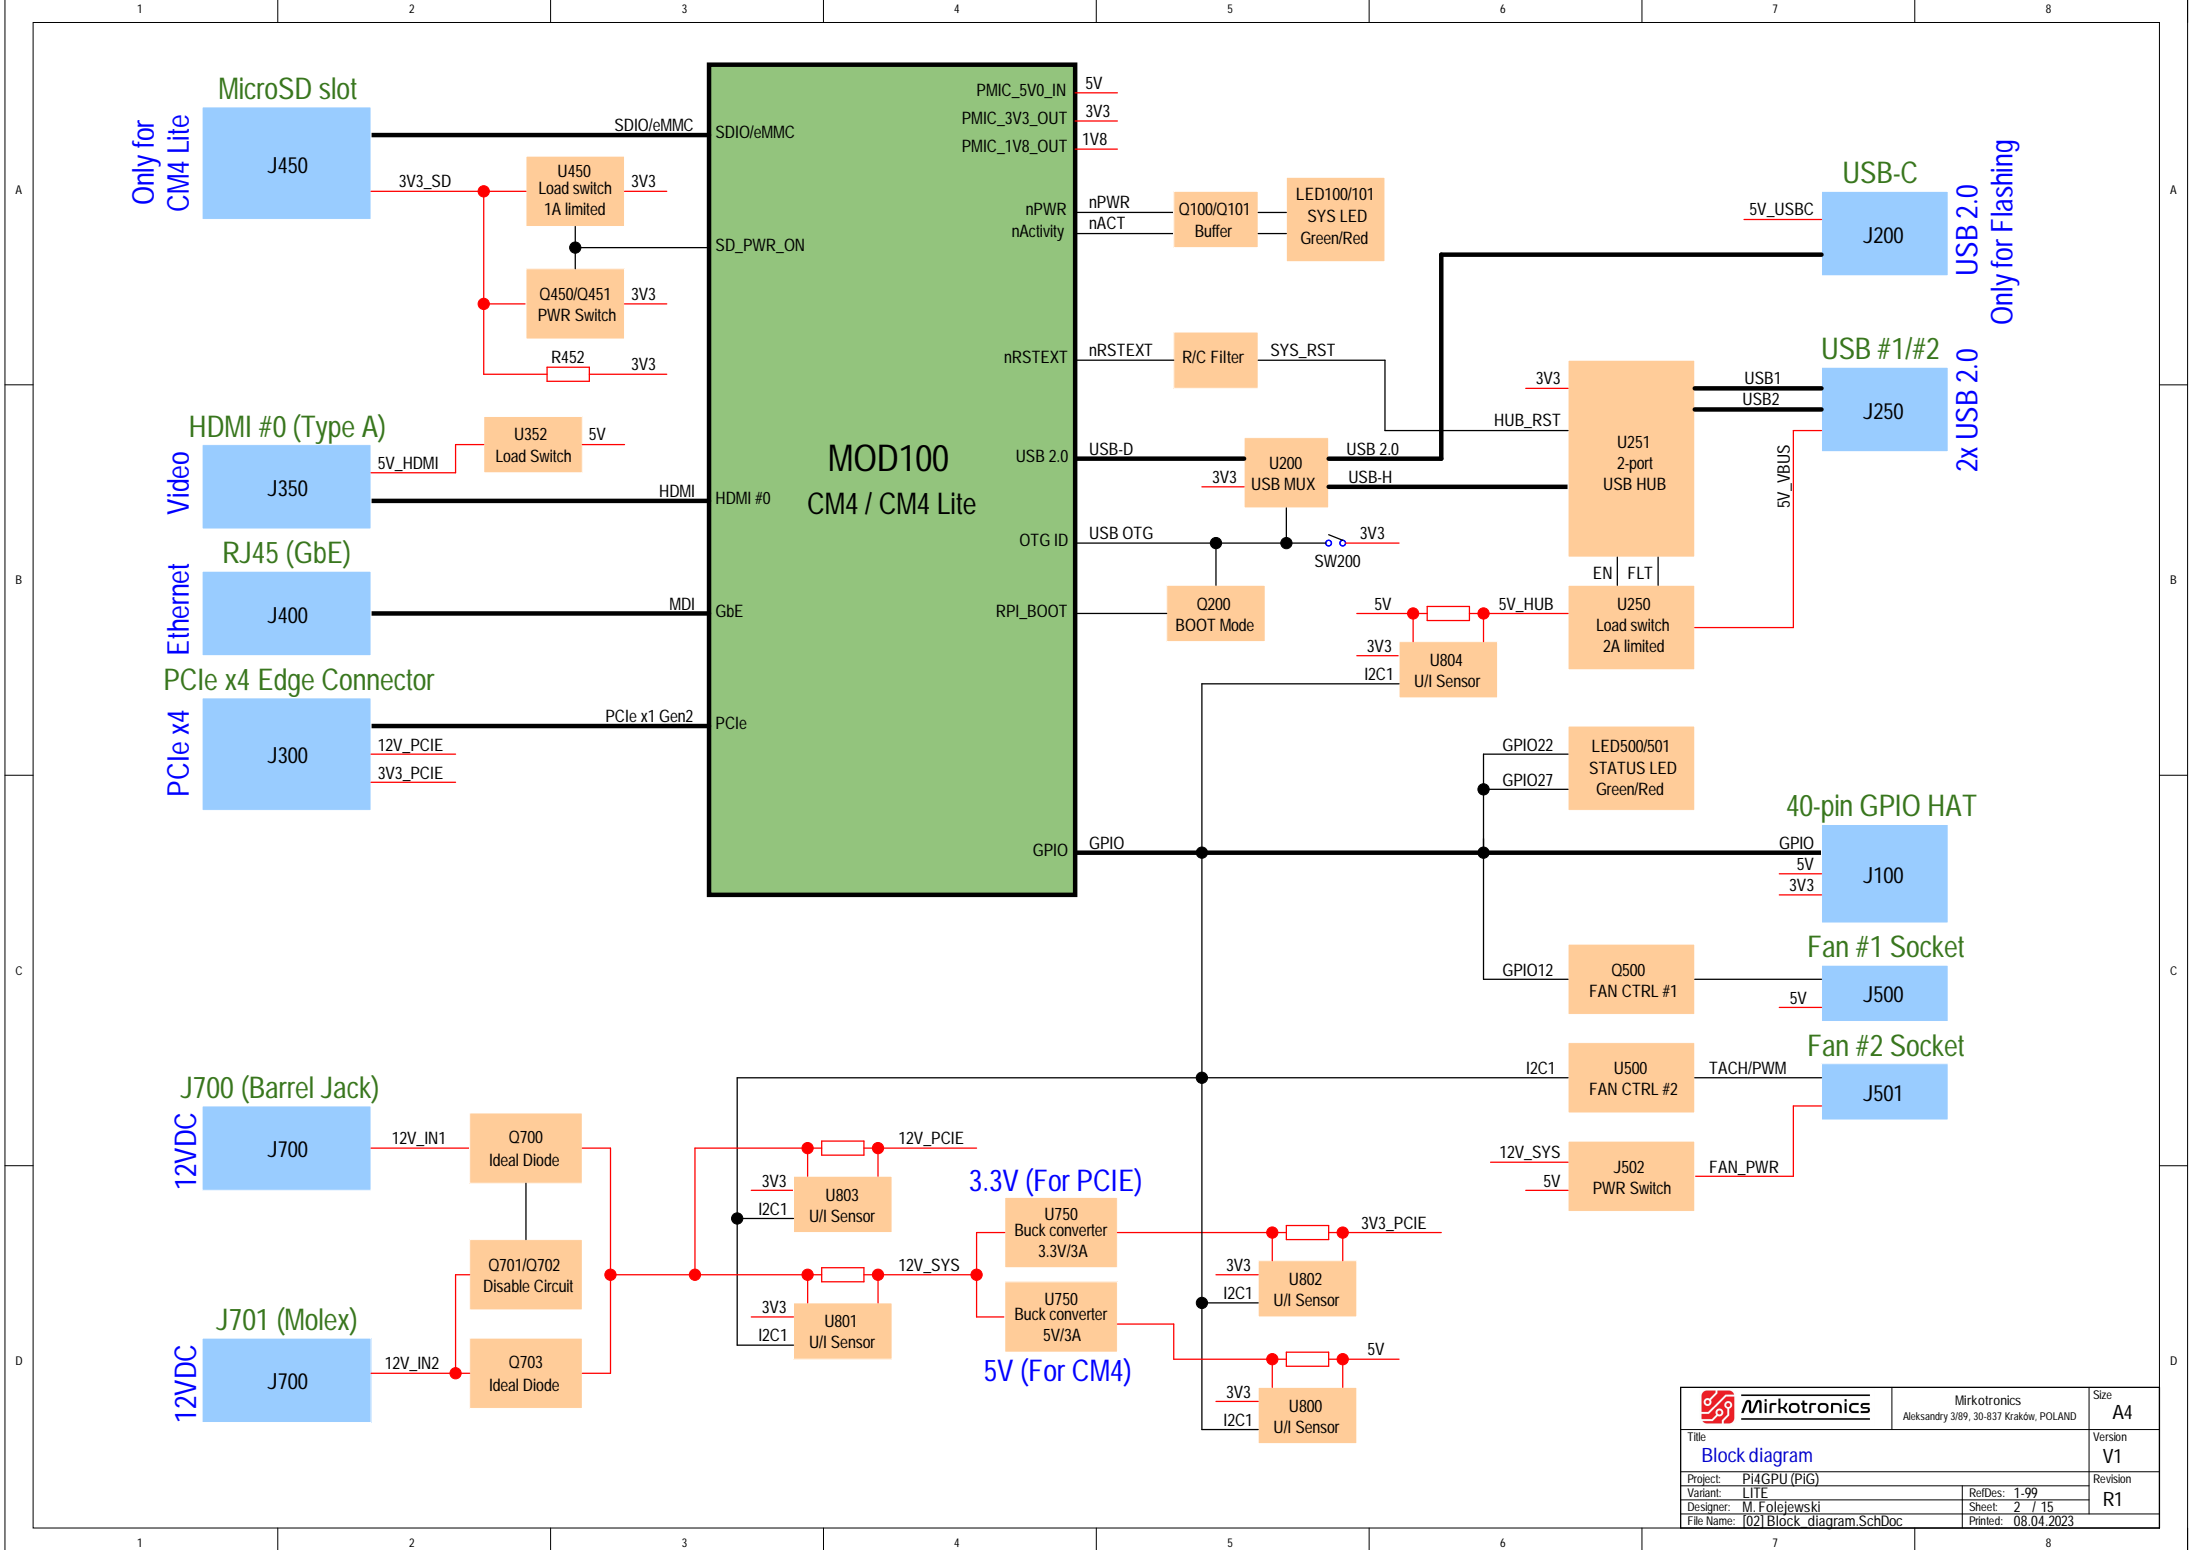 1 2 3 4 5 6 7 8
A
B
C
D
MicroSD slot
Only for
CM4 Lite
J450
SDIO/eMMC
3V3_SD
U450
Load switch
1A limited
3V3
Q450/Q451
PWR Switch
3V3
R452
3V3
HDMI #0 (Type A)
Video
J350
5V_HDMI
U352
Load Switch
5V
HDMI
RJ45 (GbE)
Ethernet
J400
MDI
PCIe x4 Edge Connector
PCIe x4
J300
PCIe x1 Gen2
12V_PCIE
3V3_PCIE
MOD100
CM4 / CM4 Lite
SDIO/eMMC
SD_PWR_ON
HDMI #0
GbE
PCIe
PMIC_5V0_IN
PMIC_3V3_OUT
PMIC_1V8_OUT
nPWR
nActivity
nRSTEXT
USB 2.0
OTG ID
RPI_BOOT
GPIO
5V
3V3
1V8
nPWR
nACT
Q100/Q101
Buffer
LED100/101
SYS LED
Green/Red
nRSTEXT
R/C Filter
SYS_RST
HUB_RST
USB-D
3V3
U200
USB MUX
USB 2.0
USB-H
USB OTG
SW200
3V3
Q200
BOOT Mode
USB-C
5V_USBC
J200
USB 2.0
Only for Flashing
USB #1/#2
J250
2x USB 2.0
3V3
U251
2-port
USB HUB
USB1
USB2
5V_VBUS
EN
FLT
U250
Load switch
2A limited
5V
5V_HUB
3V3
I2C1
U804
U/I Sensor
GPIO22
GPIO27
LED500/501
STATUS LED
Green/Red
40-pin GPIO HAT
GPIO
GPIO
5V
3V3
J100
Fan #1 Socket
GPIO12
Q500
FAN CTRL #1
5V
J500
Fan #2 Socket
I2C1
U500
FAN CTRL #2
TACH/PWM
J501
12V_SYS
5V
J502
PWR Switch
FAN_PWR
J700 (Barrel Jack)
12VDC
J700
12V_IN1
Q700
Ideal Diode
Q701/Q702
Disable Circuit
J701 (Molex)
12VDC
J700
12V_IN2
Q703
Ideal Diode
12V_PCIE
3V3
I2C1
U803
U/I Sensor
12V_SYS
3V3
I2C1
U801
U/I Sensor
3.3V (For PCIE)
U750
Buck converter
3.3V/3A
U750
Buck converter
5V/3A
5V (For CM4)
3V3_PCIE
3V3
I2C1
U802
U/I Sensor
5V
3V3
I2C1
U800
U/I Sensor
A
B
C
D
Mirkotronics
Mirkotronics
Aleksandry 3/89, 30-837 Kraków, POLAND
Size
A4
Title
Block diagram
Version
V1
Project: Pi4GPU (PiG)
Variant: LITE
RefDes: 1-99
Designer: M. Folejewski
Sheet: 2 / 15
File Name: [02] Block_diagram.SchDoc
Printed: 08.04.2023
Revision
R1
1 2 3 4 5 6 7 8